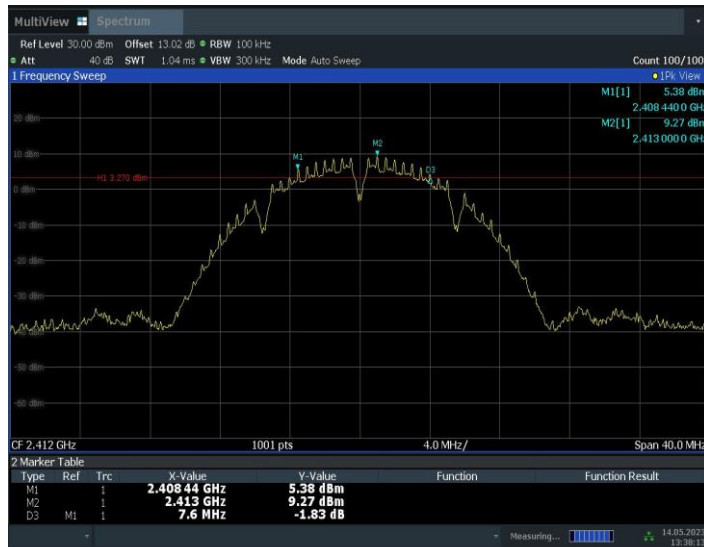 MultiView Spectrum
Ref Level 30.00 dBm Offset 13.02 dB RBW 100 kHz
Att 40 dB SWT 1.04 ms VBW 300 kHz Mode Auto Sweep Count 100/100
1 Frequency Sweep 1Pk View
M1[1] 5.38 dBm
2.408 440 0 GHz
M2[1] 9.27 dBm
2.413 000 0 GHz
20 dBm
M2
10 dBm
M1
D3
H1 3.270 dBm
0 dBm
-10 dBm
-20 dBm
-30 dBm
-40 dBm
-50 dBm
-60 dBm
CF 2.412 GHz 1001 pts 4.0 MHz/ Span 40.0 MHz
2 Marker Table
Type Ref Trc X-Value Y-Value Function Function Result
M1 1 2.408 44 GHz 5.38 dBm
M2 1 2.413 GHz 9.27 dBm
D3 M1 1 7.6 MHz -1.83 dB
Measuring... 14.05.2023
13:38:13